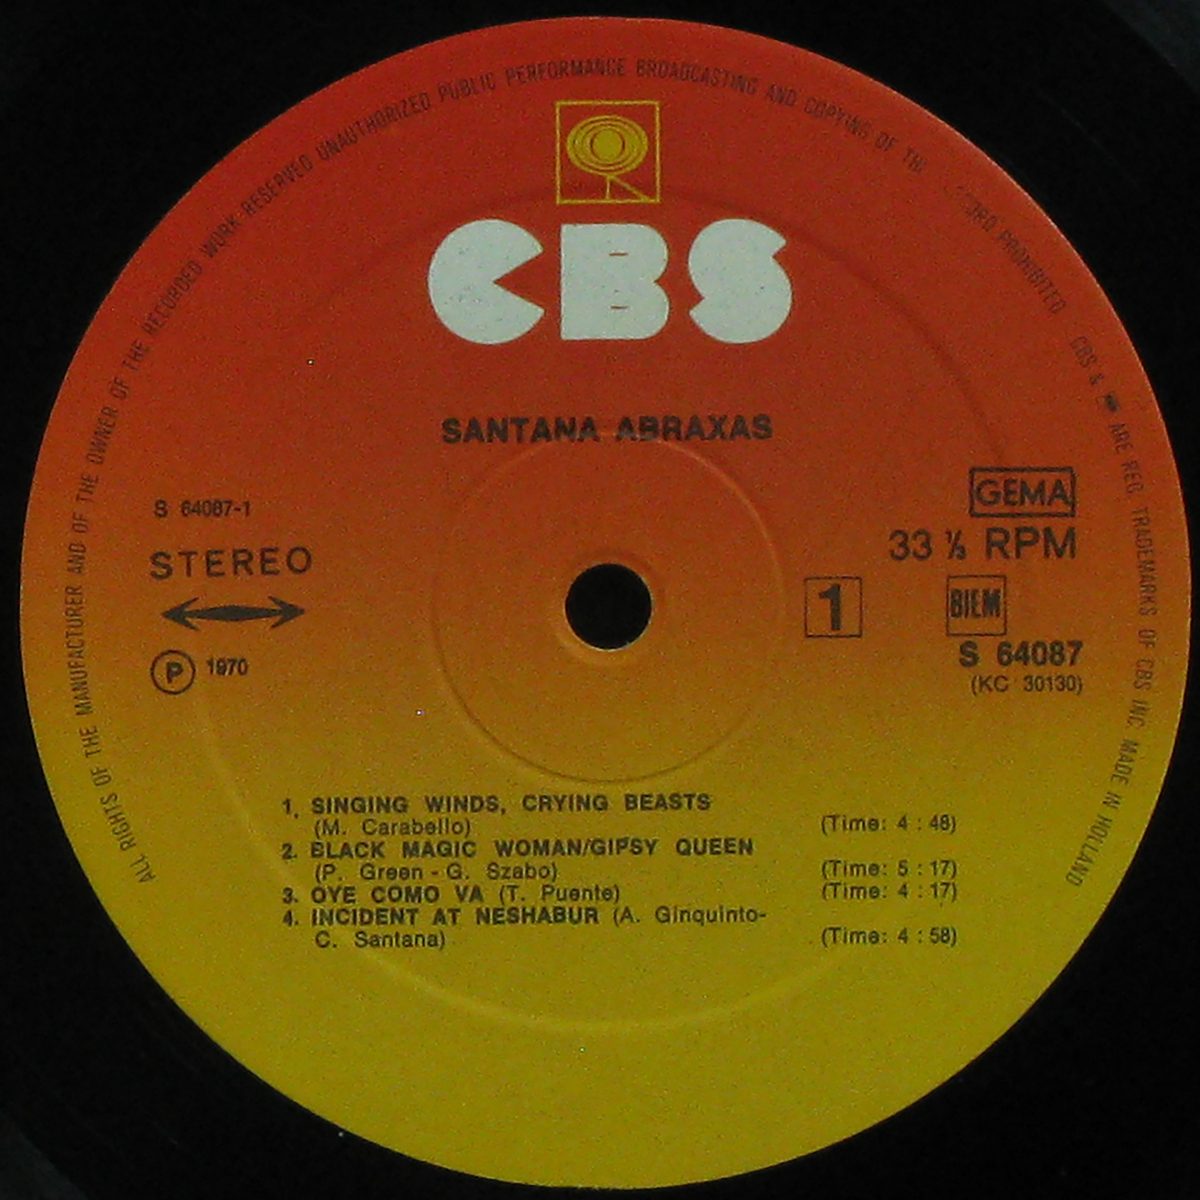 ALL RIGHTS OF THE MANUFACTURER AND OF THE OWNER OF THE RECORDED WORK RESERVED UNAUTHORIZED PUBLIC PERFORMANCE BROADCASTING AND COPYING OF PROHIBITED CBS & ARE REG. TRADEMARKS OF CBS INC. MADE IN HOLLAND
CBS
SANTANA ABRAXAS
S 64087-1
STEREO
P 1970
GEMA
33 ⅓ RPM
1
BIEM
S 64087
(KC 30130)
1. SINGING WINDS, CRYING BEASTS
(M. Carabello) (Time: 4 : 48)
2. BLACK MAGIC WOMAN/GIPSY QUEEN
(P. Green - G. Szabo) (Time: 5 : 17)
3. OYE COMO VA (T. Puente) (Time: 4 : 17)
4. INCIDENT AT NESHABUR (A. Ginquinto-
C. Santana) (Time: 4 : 58)